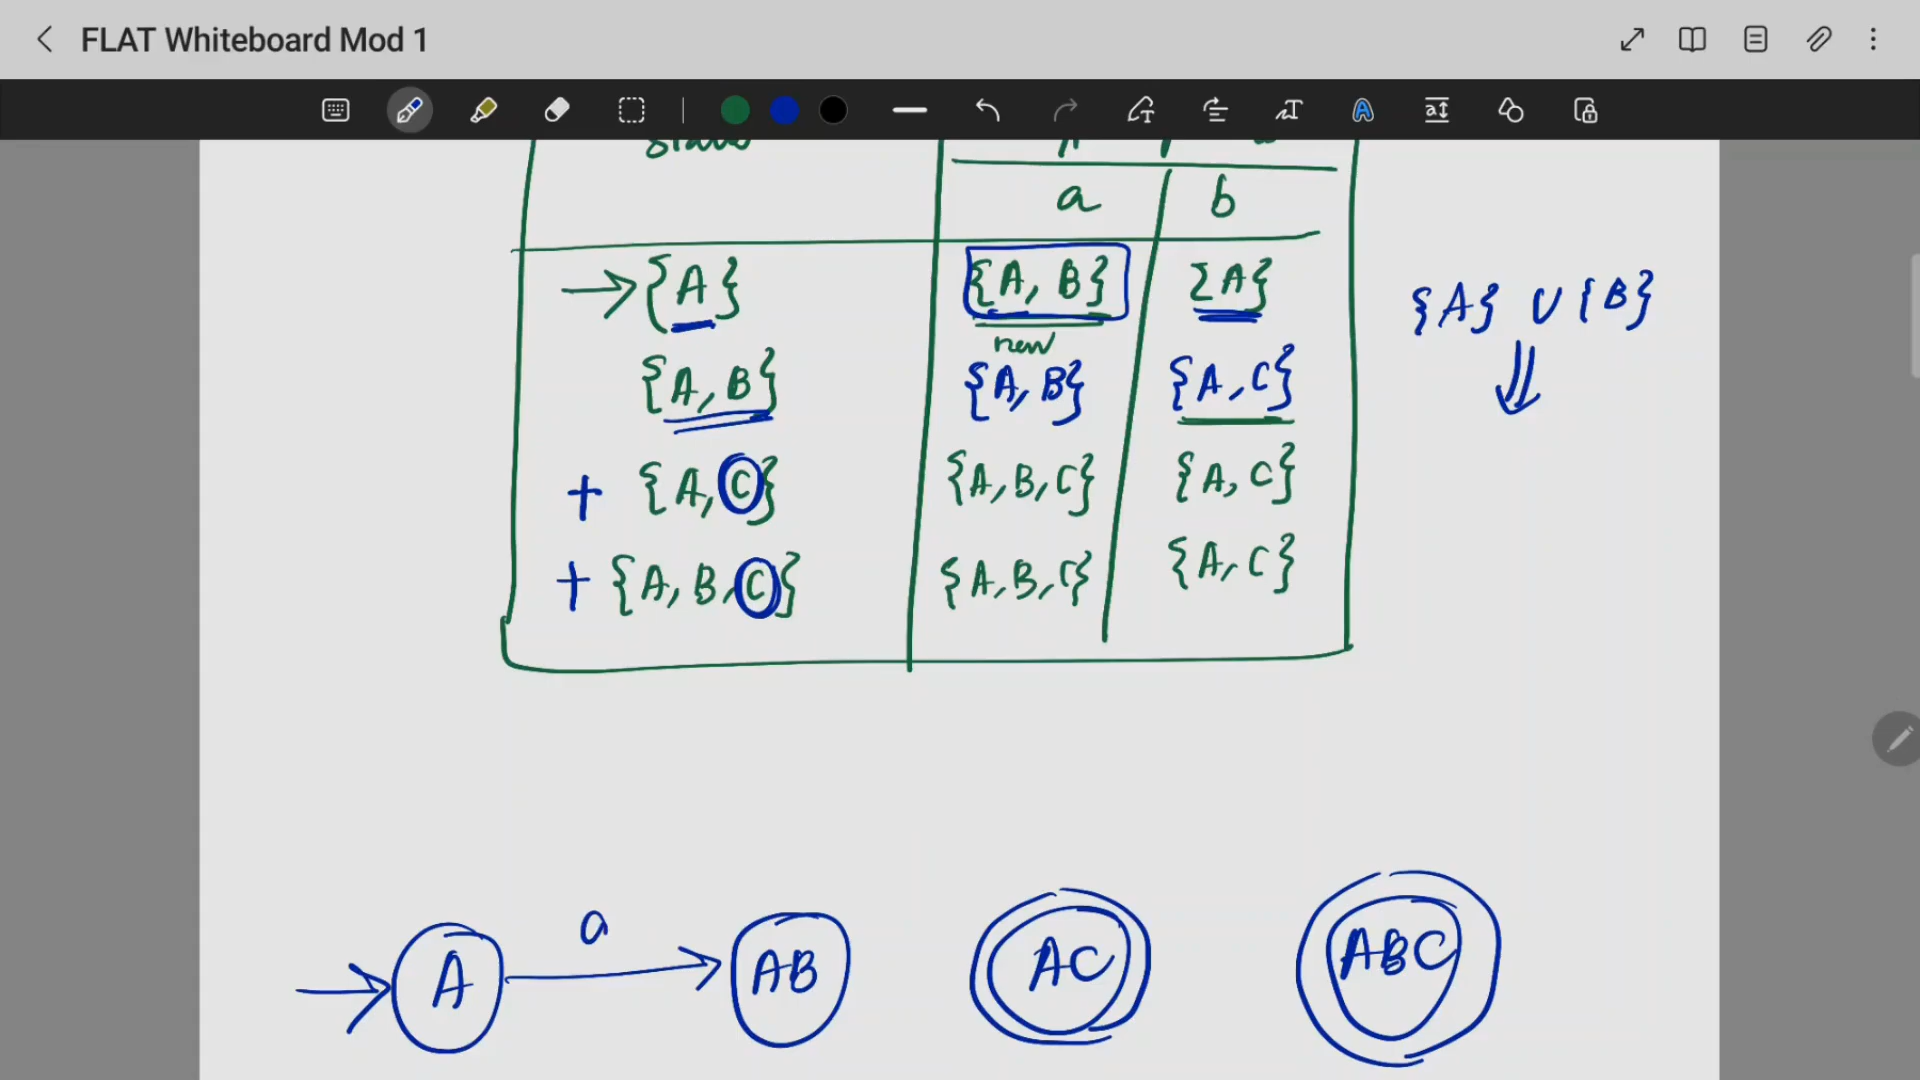 FLAT Whiteboard Mod 1
a b
→ {A} {A, B} {A} {A} ∪ {B}
new
{A, B} {A, B} {A, C}
+ {A, C} {A, B, C} {A, C}
+ {A, B, C} {A, B, C} {A, C}
a
A AB AC ABC